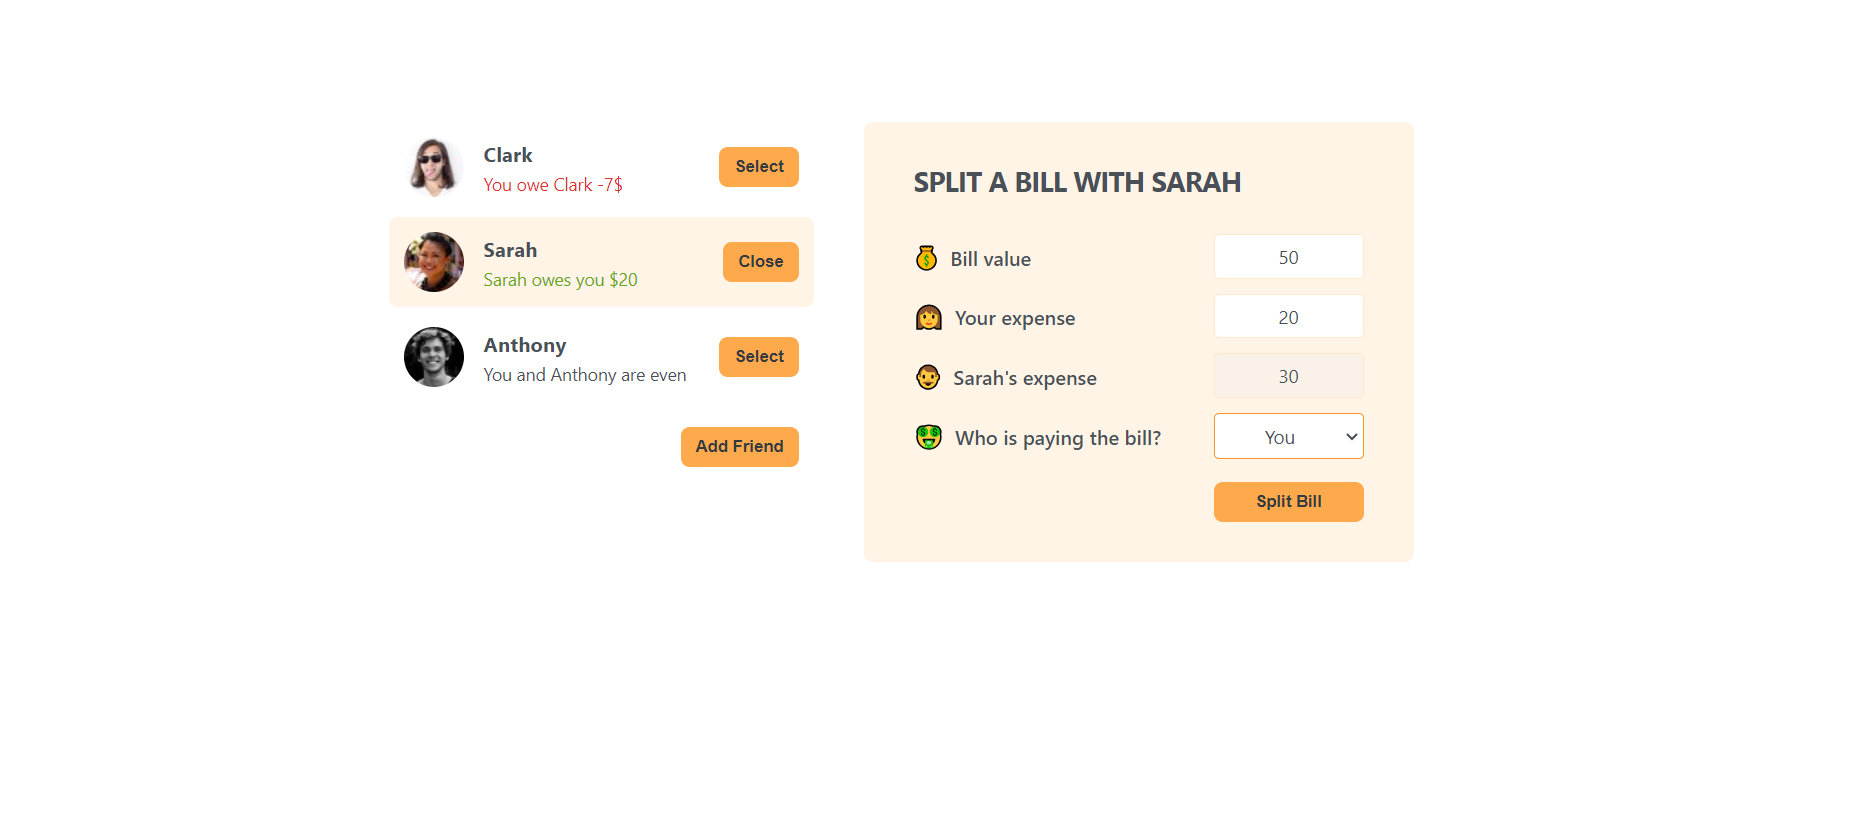 Clark
You owe Clark -7$
Select
Sarah
Sarah owes you $20
Close
Anthony
You and Anthony are even
Select
Add Friend
SPLIT A BILL WITH SARAH
Bill value
50
Your expense
20
Sarah's expense
30
Who is paying the bill?
You
Split Bill